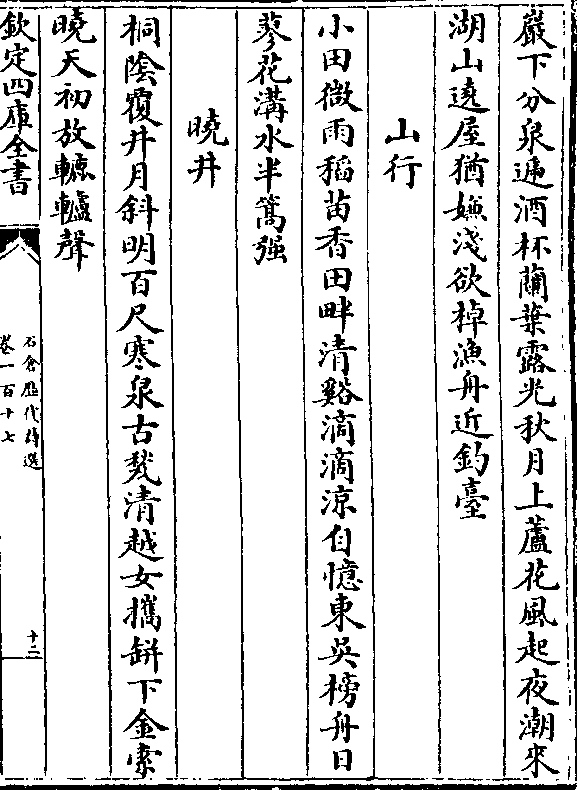 巖下分泉遞酒杯蘭葉露光秋月上蘆花風起夜潮來
湖山遶屋猶嫌淺欲棹漁舟近釣臺
山行
小田微雨稻苗香田畔清谿滴滴涼自憶東吳榜舟日
蓼花溝水半篙强
曉井
桐陰覆井月斜明百尺寒泉古甃清越女攜缾下金索
曉天初放轆轤聲
欽定四庫全書
石倉歷代詩選
卷一百十七
十二